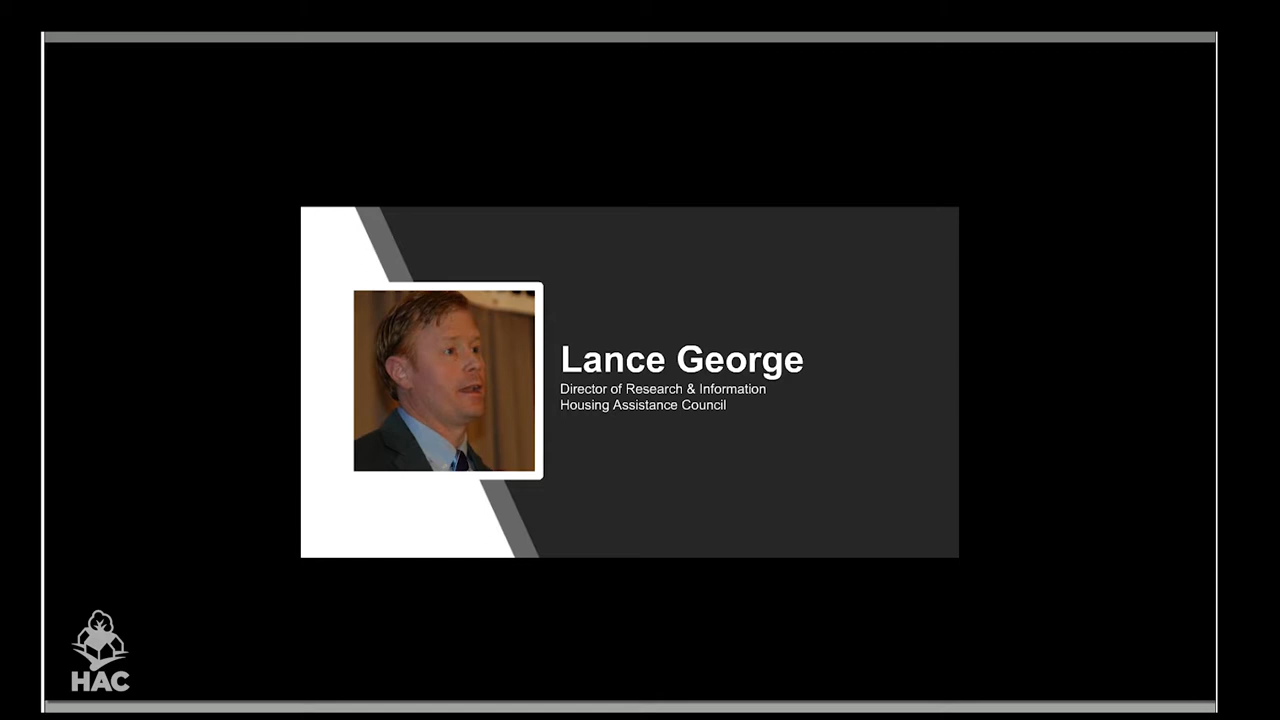 Lance George
Director of Research & Information
Housing Assistance Council
HAC